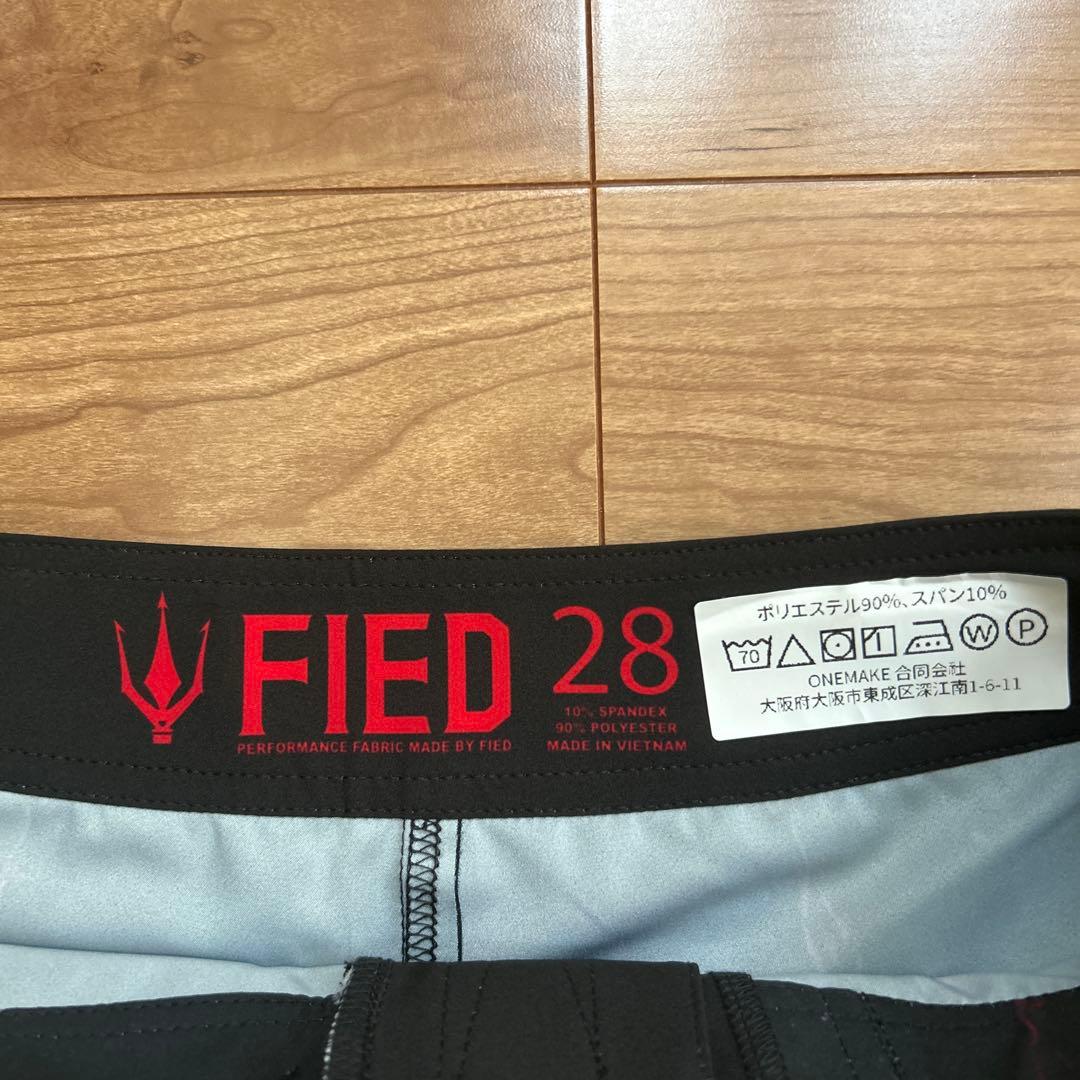 FIED
PERFORMANCE FABRIC MADE BY FIED
28
10% SPANDEX
90% POLYESTER
MADE IN VIETNAM
ポリエステル90%、スパン10%
70 1 W P
ONEMAKE 合同会社
大阪府大阪市東成区深江南1-6-11